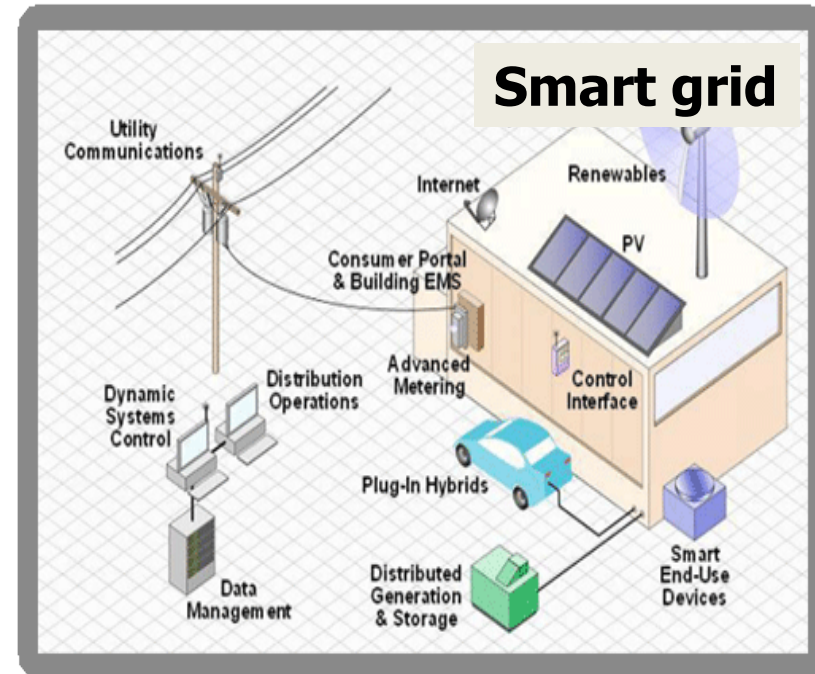 Smart grid
Utility
Communications
Internet
Renewables
PV
Consumer Portal
& Building EMS
Advanced
Metering
Control
Interface
Dynamic
Systems
Control
Distribution
Operations
Plug-In Hybrids
Data
Management
Distributed
Generation
& Storage
Smart
End-Use
Devices